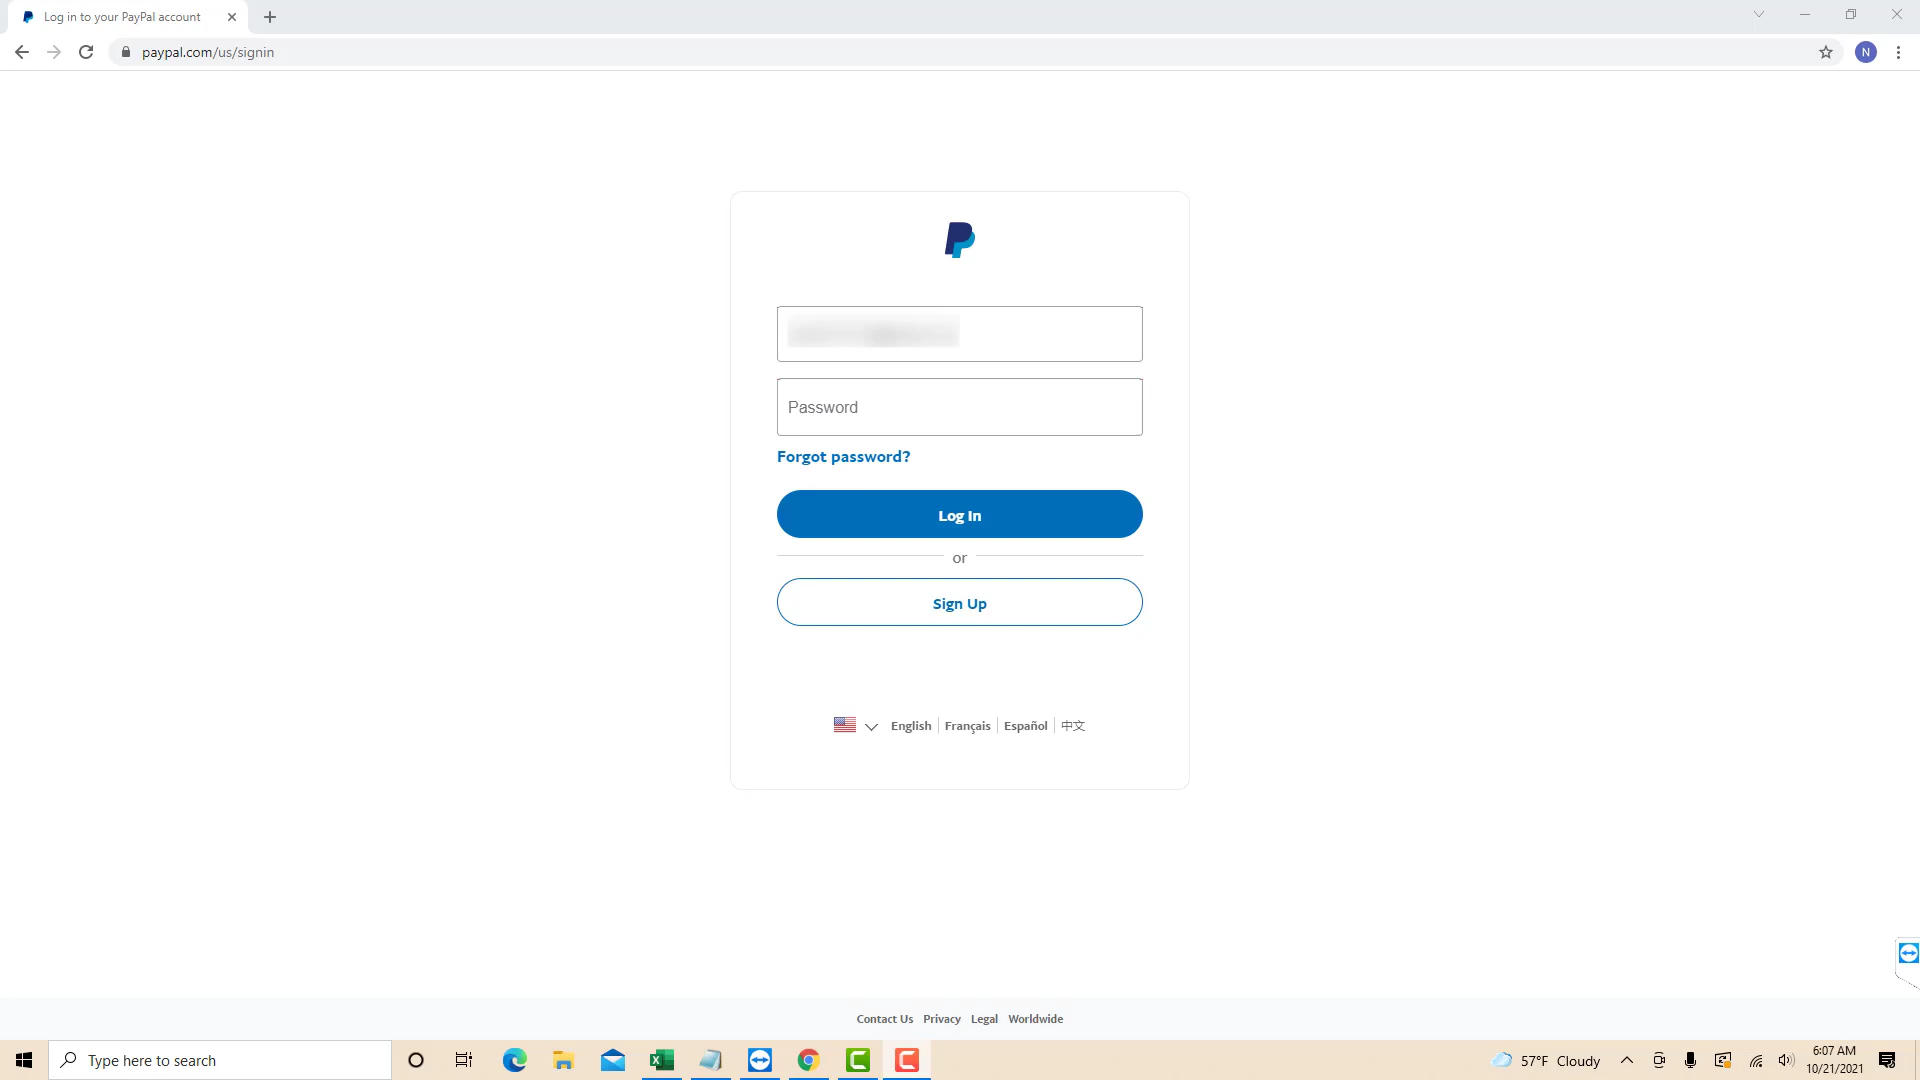 Log in to your PayPal account
paypal.com/us/signin
N
Password
Forgot password?
Log In
or
Sign Up
English Français Español 中文
Contact Us Privacy Legal Worldwide
Type here to search
57°F Cloudy
6:07 AM
10/21/2021